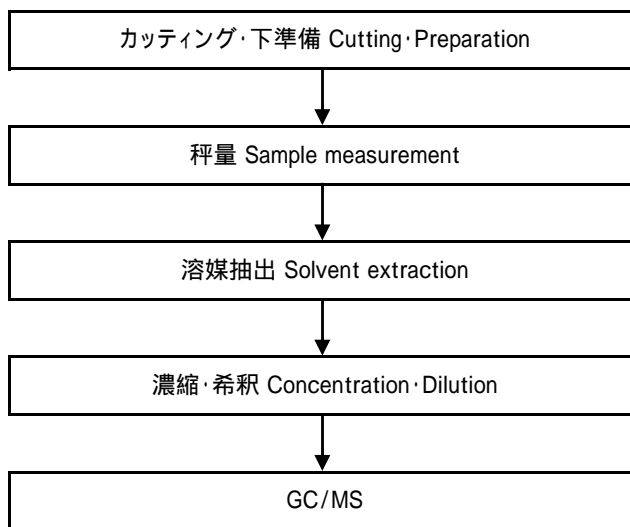 カッティング・下準備 Cutting・Preparation
秤量 Sample measurement
溶媒抽出 Solvent extraction
濃縮・希釈 Concentration・Dilution
GC/MS